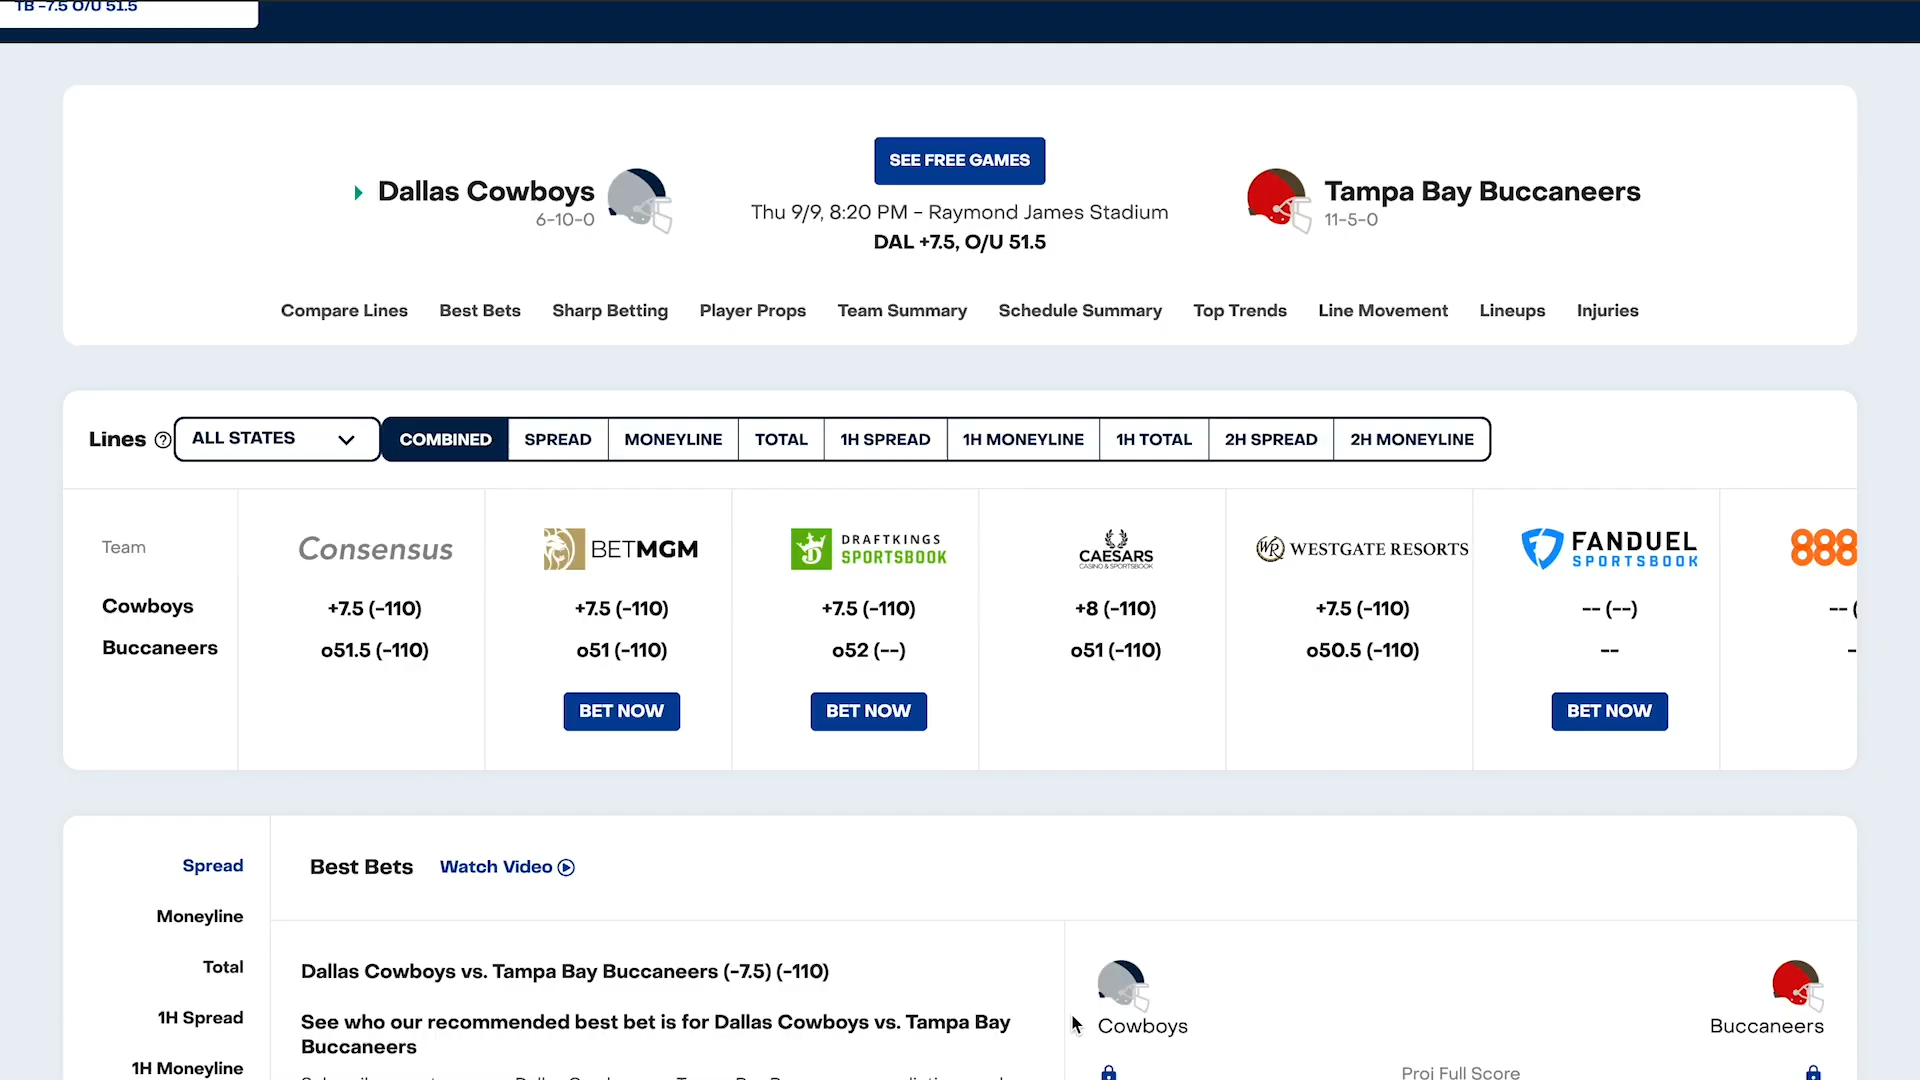 TB -7.5 O/U 51.5
SEE FREE GAMES
Dallas Cowboys
6-10-0
Thu 9/9, 8:20 PM - Raymond James Stadium
DAL +7.5, O/U 51.5
Tampa Bay Buccaneers
11-5-0
Compare Lines Best Bets Sharp Betting Player Props Team Summary Schedule Summary Top Trends Line Movement Lineups Injuries
Lines ? ALL STATES COMBINED SPREAD MONEYLINE TOTAL 1H SPREAD 1H MONEYLINE 1H TOTAL 2H SPREAD 2H MONEYLINE
Team Consensus BETMGM DRAFTKINGS SPORTSBOOK CAESARS CASINO & SPORTSBOOK WR WESTGATE RESORTS FANDUEL SPORTSBOOK 888
Cowboys +7.5 (-110) +7.5 (-110) +7.5 (-110) +8 (-110) +7.5 (-110) -- (--) -- (
Buccaneers o51.5 (-110) o51 (-110) o52 (--) o51 (-110) o50.5 (-110) -- -
BET NOW BET NOW BET NOW
Spread
Moneyline
Total
1H Spread
1H Moneyline
Best Bets Watch Video
Dallas Cowboys vs. Tampa Bay Buccaneers (-7.5) (-110)
See who our recommended best bet is for Dallas Cowboys vs. Tampa Bay
Buccaneers
Cowboys
Buccaneers
Proj Full Score